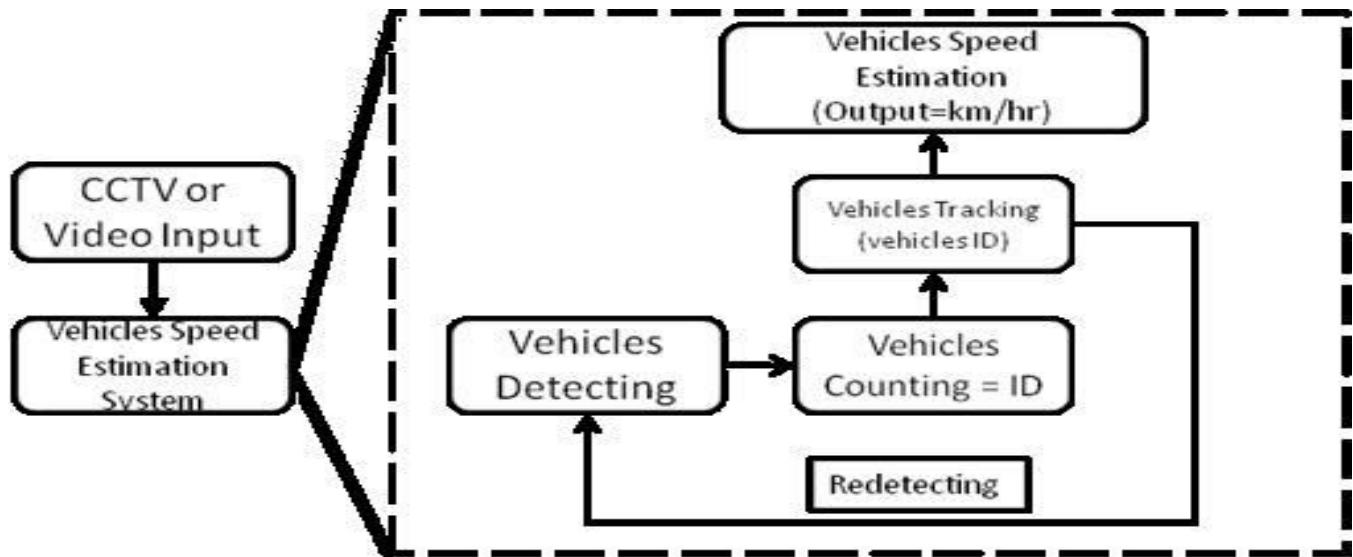 CCTV or
Video Input
Vehicles Speed
Estimation
System
Vehicles Speed
Estimation
(Output=km/hr)
Vehicles Tracking
(vehicles ID)
Vehicles
Detecting
Vehicles
Counting = ID
Redetecting